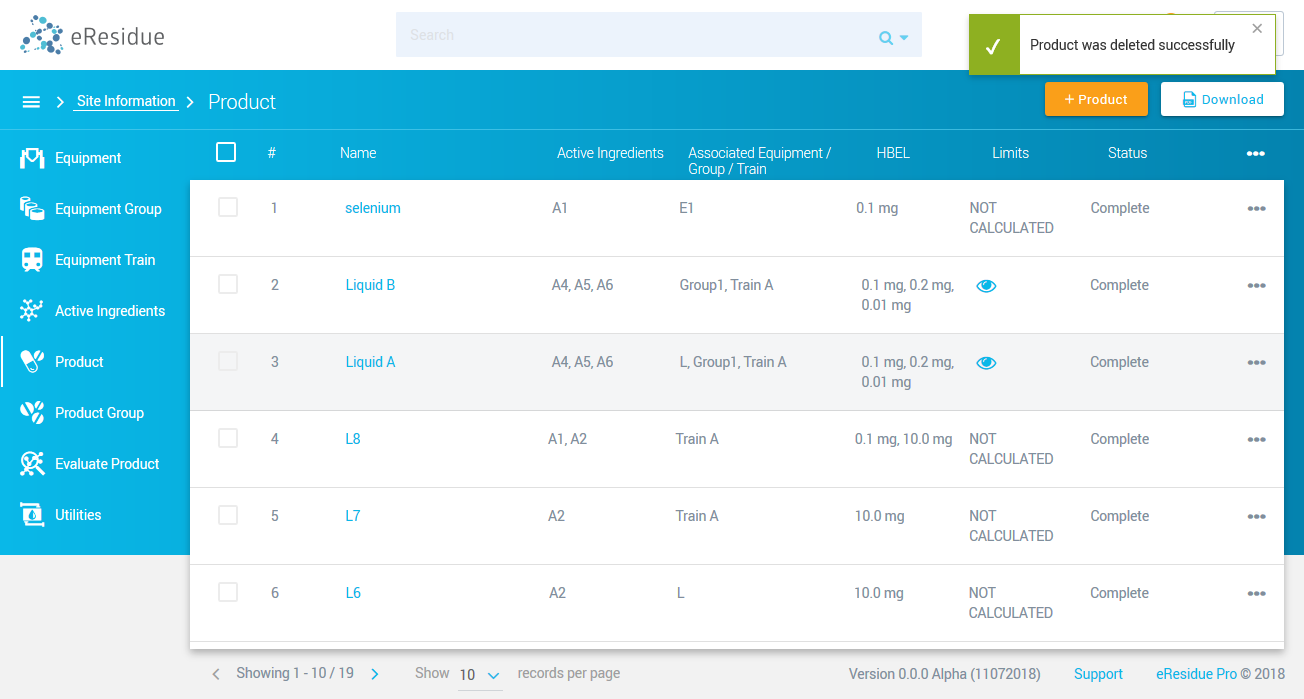 eResidue
Search
Product was deleted successfully
Site Information
Product
+ Product
Download
Equipment
Equipment Group
Equipment Train
Active Ingredients
Product
Product Group
Evaluate Product
Utilities
# Name Active Ingredients Associated Equipment / HBEL Limits Status
Group / Train
1 selenium A1 E1 0.1 mg NOT Complete
CALCULATED
2 Liquid B A4, A5, A6 Group1, Train A 0.1 mg, 0.2 mg, Complete
0.01 mg
3 Liquid A A4, A5, A6 L, Group1, Train A 0.1 mg, 0.2 mg, Complete
0.01 mg
4 L8 A1, A2 Train A 0.1 mg, 10.0 mg NOT Complete
CALCULATED
5 L7 A2 Train A 10.0 mg NOT Complete
CALCULATED
6 L6 A2 L 10.0 mg NOT Complete
CALCULATED
Showing 1 - 10 / 19 Show 10 records per page Version 0.0.0 Alpha (11072018) Support eResidue Pro © 2018